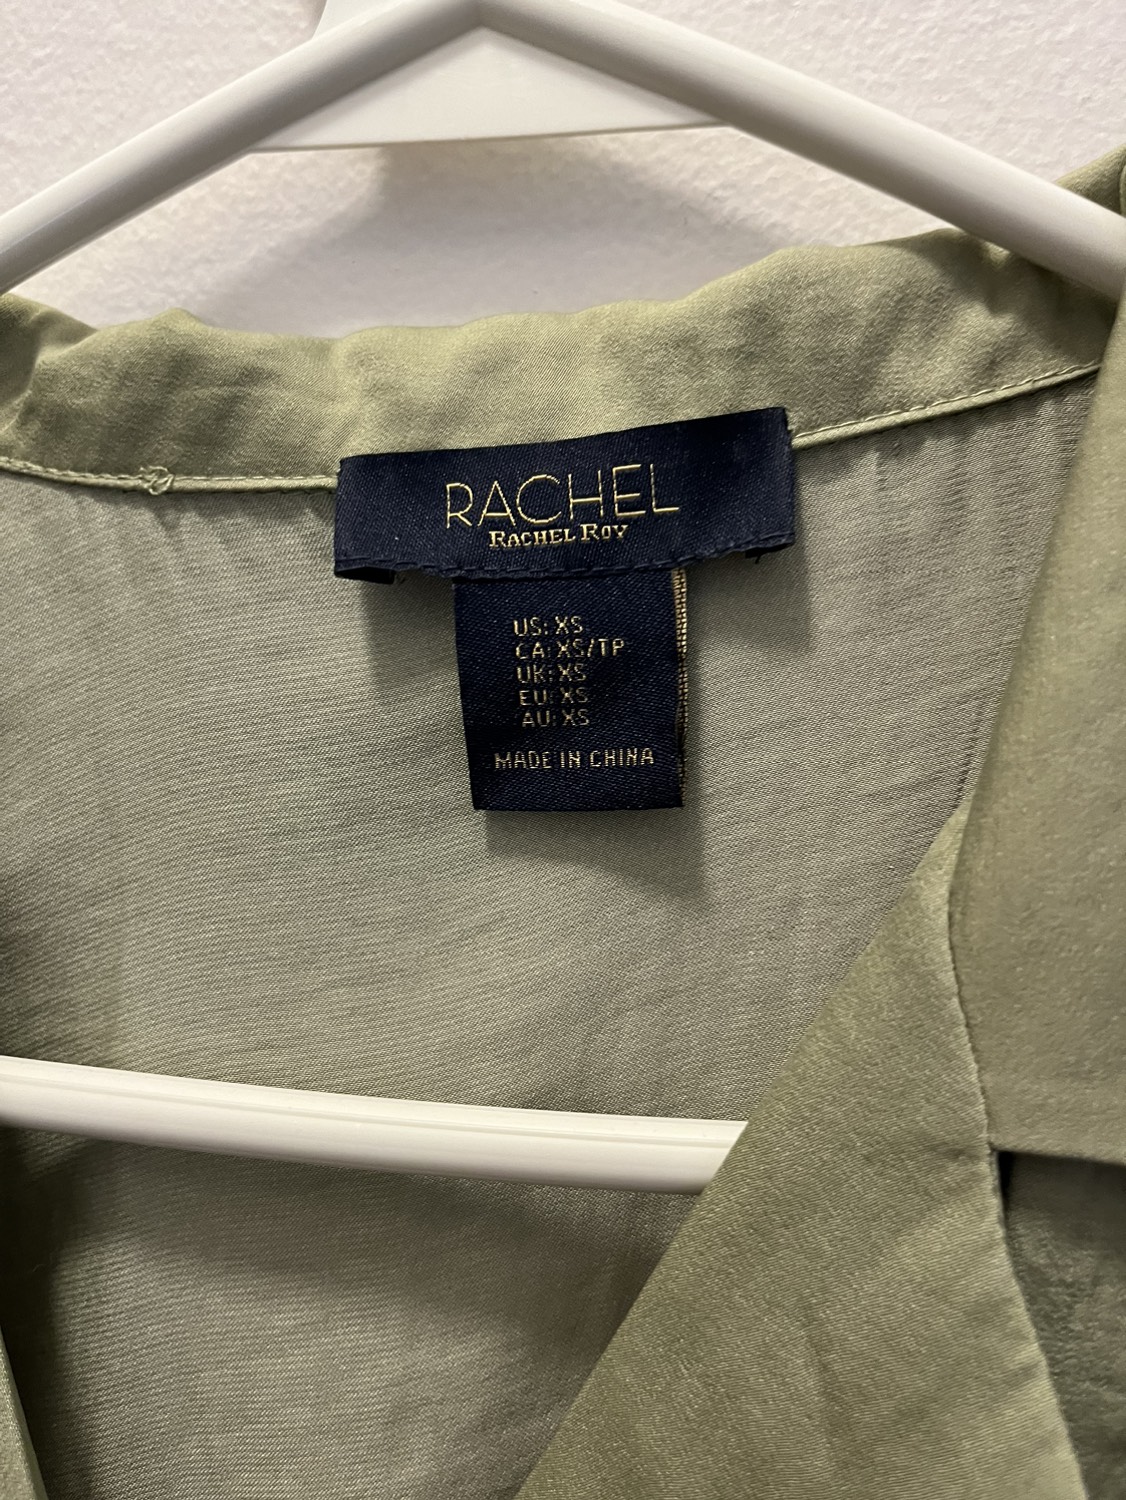 RACHEL
RACHEL ROY
US: XS
CA: XS/TP
UK: XS
EU: XS
AU: XS
MADE IN CHINA